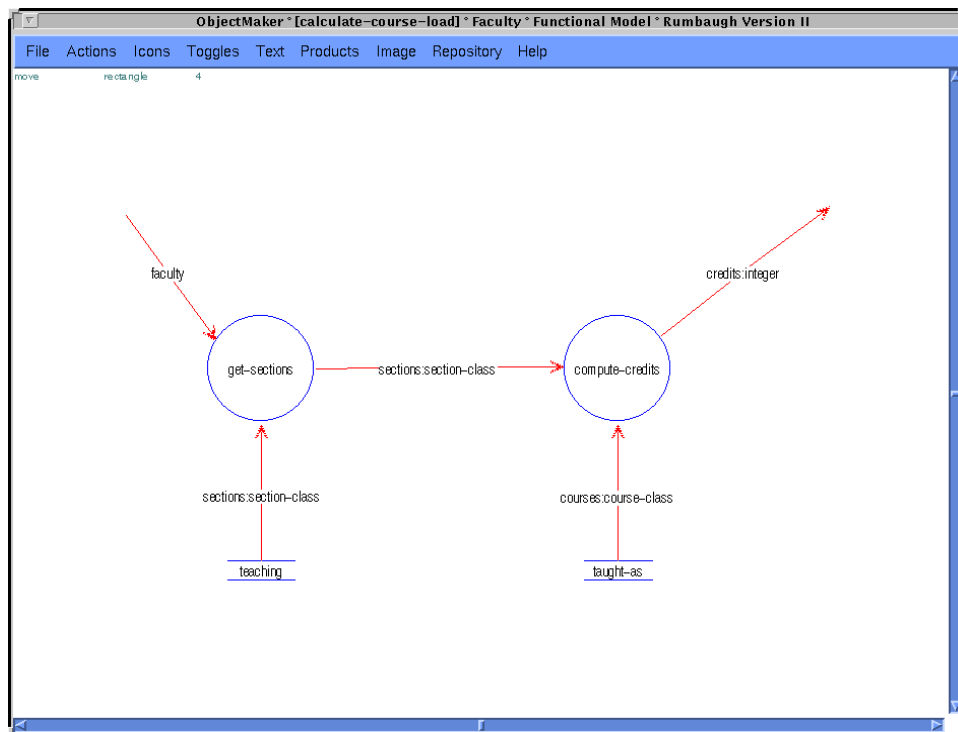 ObjectMaker * [calculate-course-load] * Faculty * Functional Model * Rumbaugh Version II
File Actions Icons Toggles Text Products Image Repository Help
move rectangle 4
faculty
credits:integer
get-sections
sections:section-class
compute-credits
sections:section-class
courses:course-class
teaching
taught-as